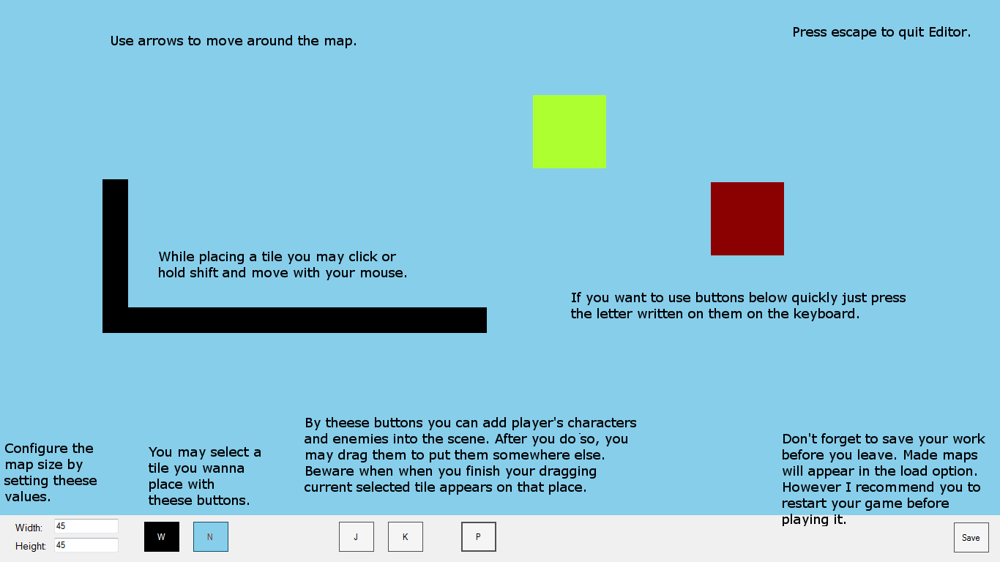 Use arrows to move around the map.
Press escape to quit Editor.
While placing a tile you may click or
hold shift and move with your mouse.
If you want to use buttons below quickly just press
the letter written on them on the keyboard.
Configure the
map size by
setting theese
values.
You may select a
tile you wanna
place with
theese buttons.
By theese buttons you can add player's characters
and enemies into the scene. After you do so, you
may drag them to put them somewhere else.
Beware when when you finish your dragging
current selected tile appears on that place.
Don't forget to save your work
before you leave. Made maps
will appear in the load option.
However I recommend you to
restart your game before
playing it.
Width: 45
Height: 45
W
N
J
K
P
Save